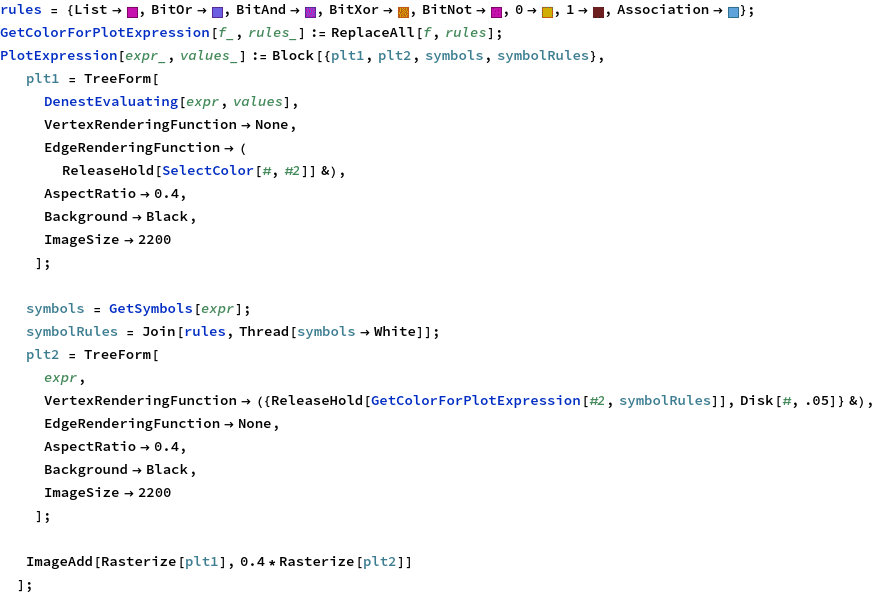 rules = {List → , BitOr → , BitAnd → , BitXor → , BitNot → , 0 → , 1 → , Association → };
GetColorForPlotExpression[f_, rules_] := ReplaceAll[f, rules];
PlotExpression[expr_, values_] := Block[{plt1, plt2, symbols, symbolRules},
plt1 = TreeForm[
DenestEvaluating[expr, values],
VertexRenderingFunction → None,
EdgeRenderingFunction → (
ReleaseHold[SelectColor[#, #2]] &),
AspectRatio → 0.4,
Background → Black,
ImageSize → 2200
];
symbols = GetSymbols[expr];
symbolRules = Join[rules, Thread[symbols → White]];
plt2 = TreeForm[
expr,
VertexRenderingFunction → ({ReleaseHold[GetColorForPlotExpression[#2, symbolRules]], Disk[#, .05]} &),
EdgeRenderingFunction → None,
AspectRatio → 0.4,
Background → Black,
ImageSize → 2200
];
ImageAdd[Rasterize[plt1], 0.4 * Rasterize[plt2]]
];